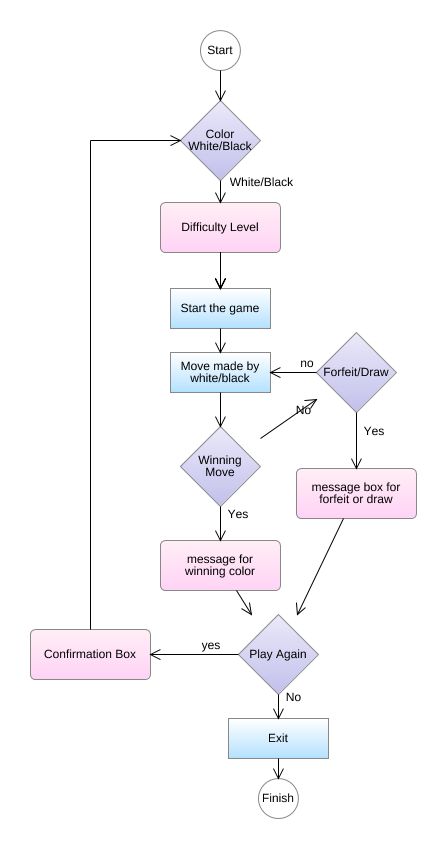 Start
Color
White/Black
White/Black
Difficulty Level
Start the game
Move made by
white/black
no
Forfeit/Draw
No
Yes
Winning
Move
Yes
message box for
forfeit or draw
message for
winning color
Play Again
yes
Confirmation Box
No
Exit
Finish